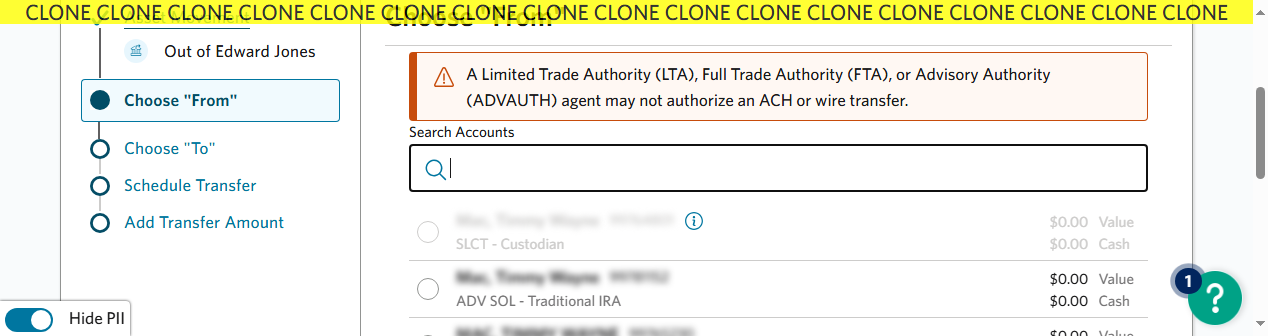 CLONE CLONE CLONE CLONE CLONE CLONE CLONE CLONE CLONE CLONE CLONE CLONE CLONE CLONE CLONE CLONE CLONE
Choose "From"
Out of Edward Jones
Choose "From"
Choose "To"
Schedule Transfer
Add Transfer Amount
A Limited Trade Authority (LTA), Full Trade Authority (FTA), or Advisory Authority
(ADVAUTH) agent may not authorize an ACH or wire transfer.
Search Accounts
$0.00 Value
SLCT - Custodian
$0.00 Cash
$0.00 Value
ADV SOL - Traditional IRA
$0.00 Cash
$0.00 Value
Hide PII
1
?